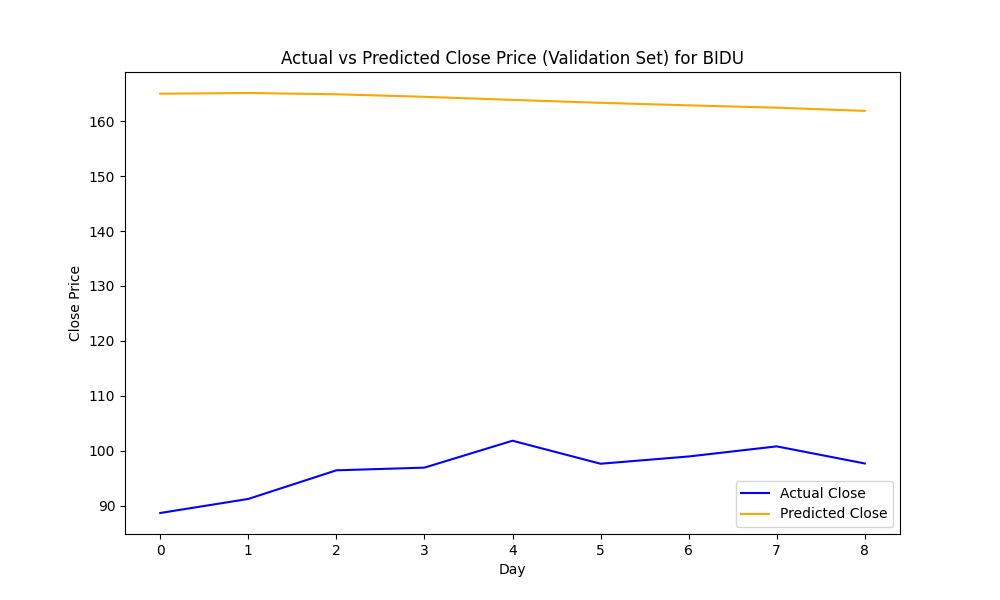 Actual vs Predicted Close Price (Validation Set) for BIDU
Close Price
160
150
140
130
120
110
100
90
Actual Close
Predicted Close
0 1 2 3 4 5 6 7 8
Day